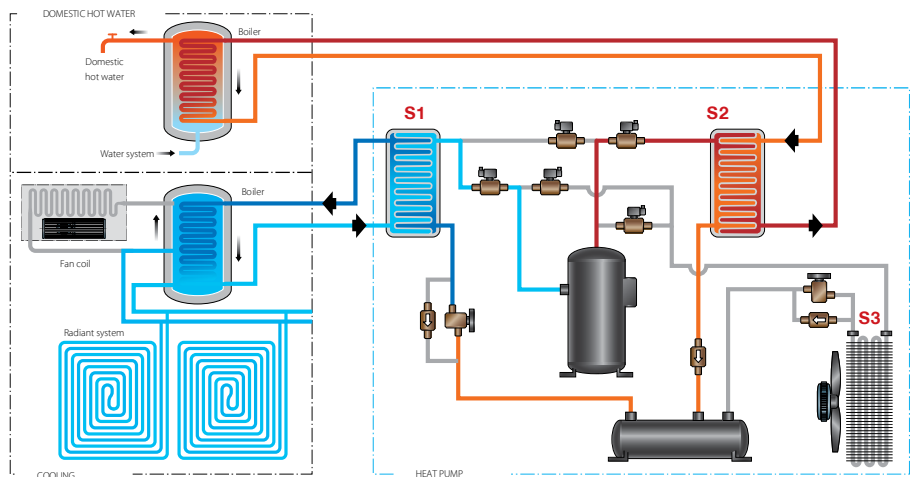 DOMESTIC HOT WATER
Boiler
Domestic
hot water
Water system
S1
S2
Boiler
Fan coil
Radiant system
S3
COOLING
HEAT PUMP